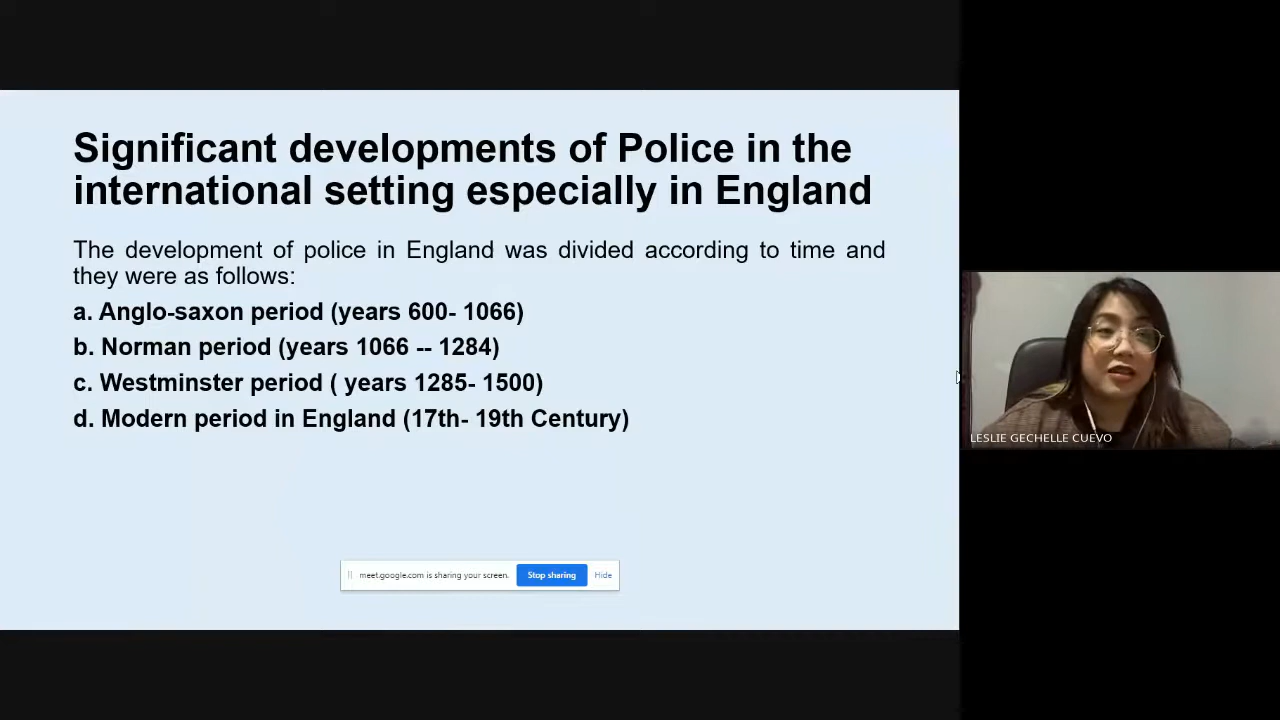 Significant developments of Police in the
international setting especially in England
The development of police in England was divided according to time and
they were as follows:
a. Anglo-saxon period (years 600- 1066)
b. Norman period (years 1066 -- 1284)
c. Westminster period ( years 1285- 1500)
d. Modern period in England (17th- 19th Century)
meet.google.com is sharing your screen.
Stop sharing
Hide
LESLIE GECHELLE CUEVO